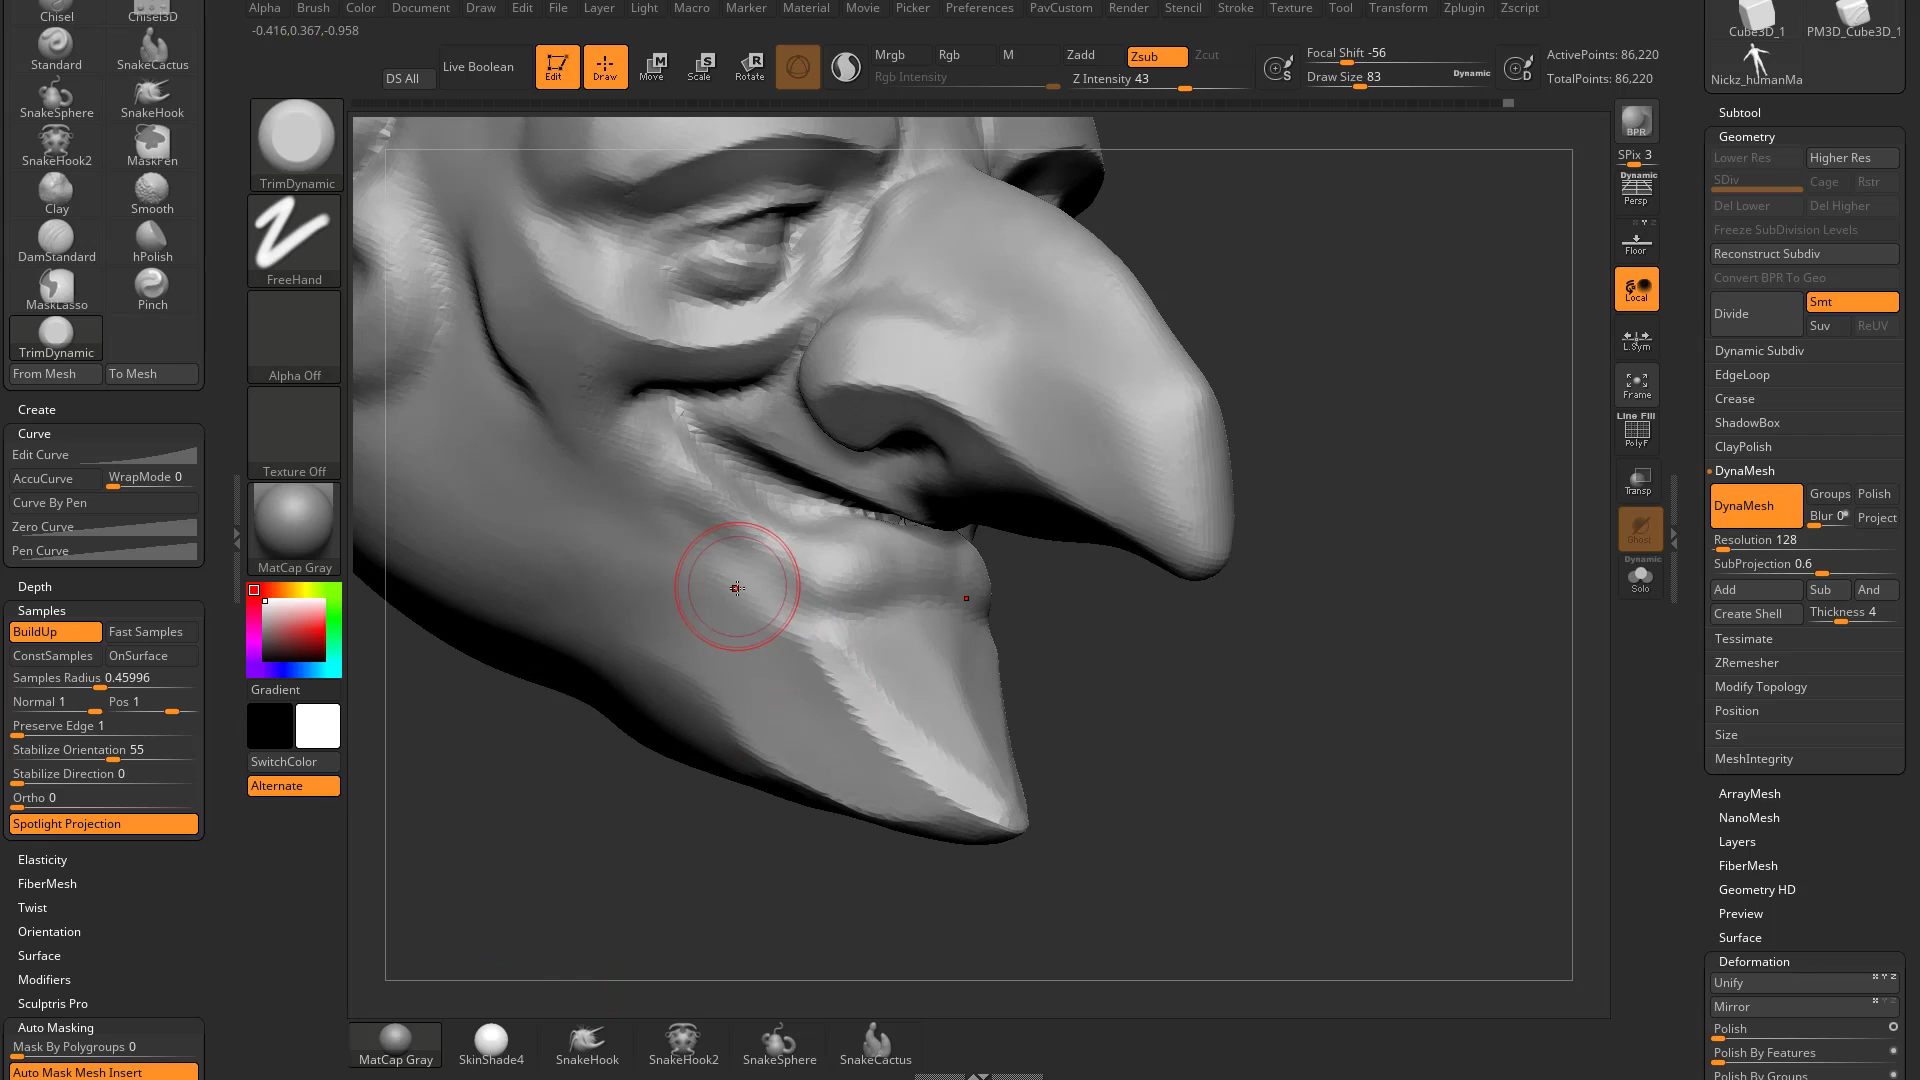 Alpha Brush Color Document Draw Edit File Layer Light Macro Marker Material Movie Picker Preferences PavCustom Render Stencil Stroke Texture Tool Transform Zplugin Zscript
-0.416,0.367,-0.958
DS All
Live Boolean
Edit
Draw
Move
Scale
Rotate
Mrgb
Rgb
M
Rgb Intensity
Zadd
Zsub
Zcut
Z Intensity 43
Focal Shift -56
Draw Size 83
Dynamic
ActivePoints: 86,220
TotalPoints: 86,220
Chisel
Chisel3D
Standard
SnakeCactus
SnakeSphere
SnakeHook
SnakeHook2
MaskPen
Clay
Smooth
DamStandard
hPolish
MaskLasso
Pinch
TrimDynamic
From Mesh
To Mesh
Create
Curve
Edit Curve
AccuCurve
WrapMode 0
Curve By Pen
Zero Curve
Pen Curve
Depth
Samples
BuildUp
Fast Samples
ConstSamples
OnSurface
Samples Radius 0.45996
Normal 1
Pos 1
Preserve Edge 1
Stabilize Orientation 55
Stabilize Direction 0
Ortho 0
Spotlight Projection
Elasticity
FiberMesh
Twist
Orientation
Surface
Modifiers
Sculptris Pro
Auto Masking
Mask By Polygroups 0
Auto Mask Mesh Insert
TrimDynamic
FreeHand
Alpha Off
Texture Off
MatCap Gray
Gradient
SwitchColor
Alternate
MatCap Gray
SkinShade4
SnakeHook
SnakeHook2
SnakeSphere
SnakeCactus
BPR
SPix 3
Dynamic
Persp
Floor
Local
L.Sym
Frame
Line Fill
PolyF
Transp
Ghost
Dynamic
Solo
Cube3D_1
PM3D_Cube3D_1
Nickz_humanMa
Subtool
Geometry
Lower Res
Higher Res
SDiv
Cage
Rstr
Del Lower
Del Higher
Freeze SubDivision Levels
Reconstruct Subdiv
Convert BPR To Geo
Divide
Smt
Suv
ReUV
Dynamic Subdiv
EdgeLoop
Crease
ShadowBox
ClayPolish
DynaMesh
DynaMesh
Groups
Polish
Blur 0
Project
Resolution 128
SubProjection 0.6
Add
Sub
And
Create Shell
Thickness 4
Tessimate
ZRemesher
Modify Topology
Position
Size
MeshIntegrity
ArrayMesh
NanoMesh
Layers
FiberMesh
Geometry HD
Preview
Surface
Deformation
Unify
Mirror
Polish
Polish By Features
Polish By Groups